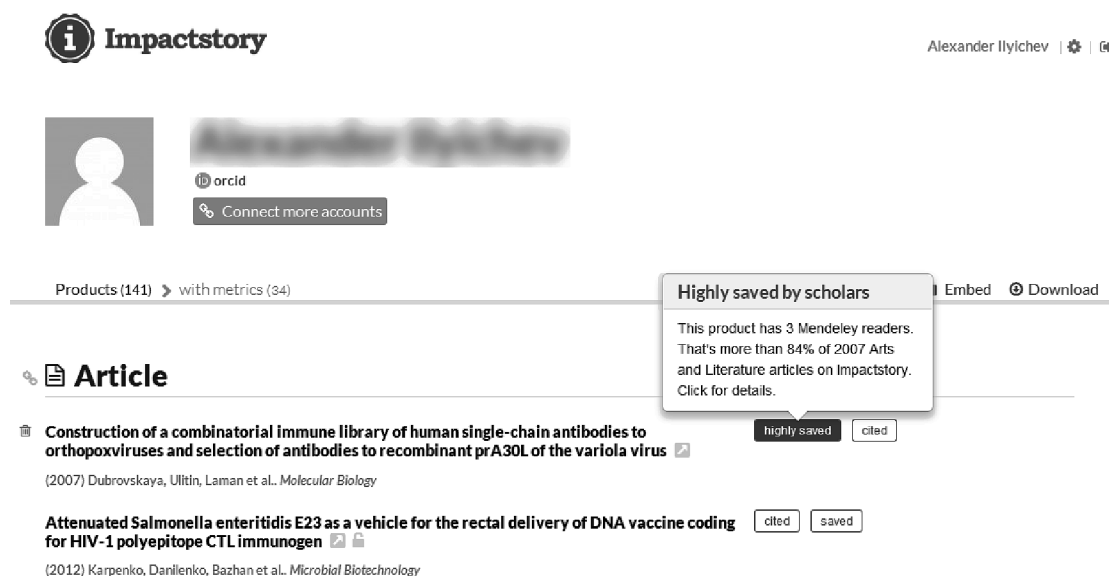 Impactstory
Alexander Ilyichev
Alexander Ilyichev
iD orcid
Connect more accounts
Products (141) with metrics (34)
Embed Download
Highly saved by scholars
This product has 3 Mendeley readers.
That's more than 84% of 2007 Arts
and Literature articles on Impactstory.
Click for details.
Article
Construction of a combinatorial immune library of human single-chain antibodies to
orthopoxviruses and selection of antibodies to recombinant prA30L of the variola virus
highly saved cited
(2007) Dubrovskaya, Ulitin, Laman et al.. Molecular Biology
Attenuated Salmonella enteritidis E23 as a vehicle for the rectal delivery of DNA vaccine coding
for HIV-1 polyepitope CTL immunogen
cited saved
(2012) Karpenko, Danilenko, Bazhan et al.. Microbial Biotechnology